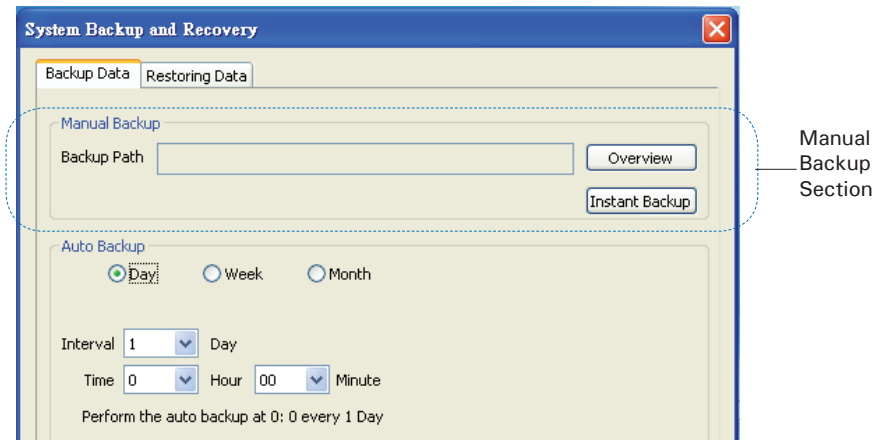 System Backup and Recovery
Backup Data Restoring Data
Manual Backup
Backup Path Overview
Instant Backup
Manual
Backup
Section
Auto Backup
Day Week Month
Interval 1 Day
Time 0 Hour 00 Minute
Perform the auto backup at 0: 0 every 1 Day